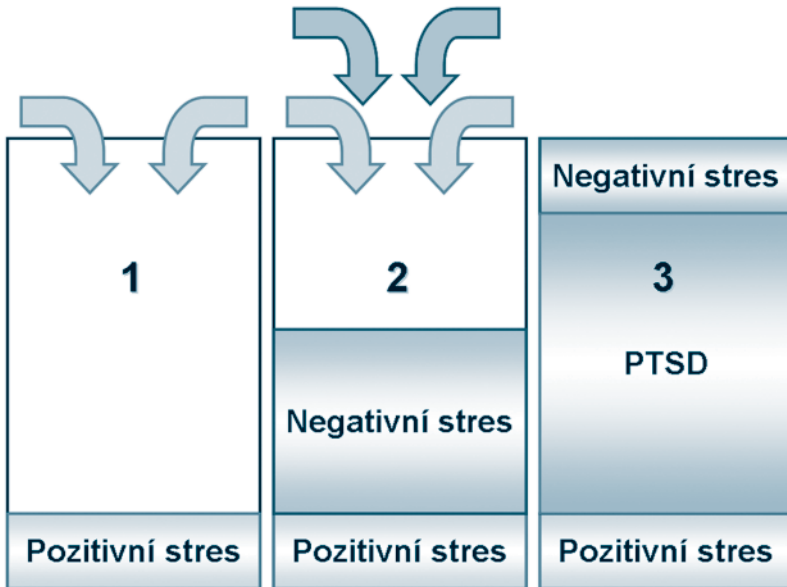 Negativní stres
1
2
3
PTSD
Negativní stres
Pozitivní stres
Pozitivní stres
Pozitivní stres